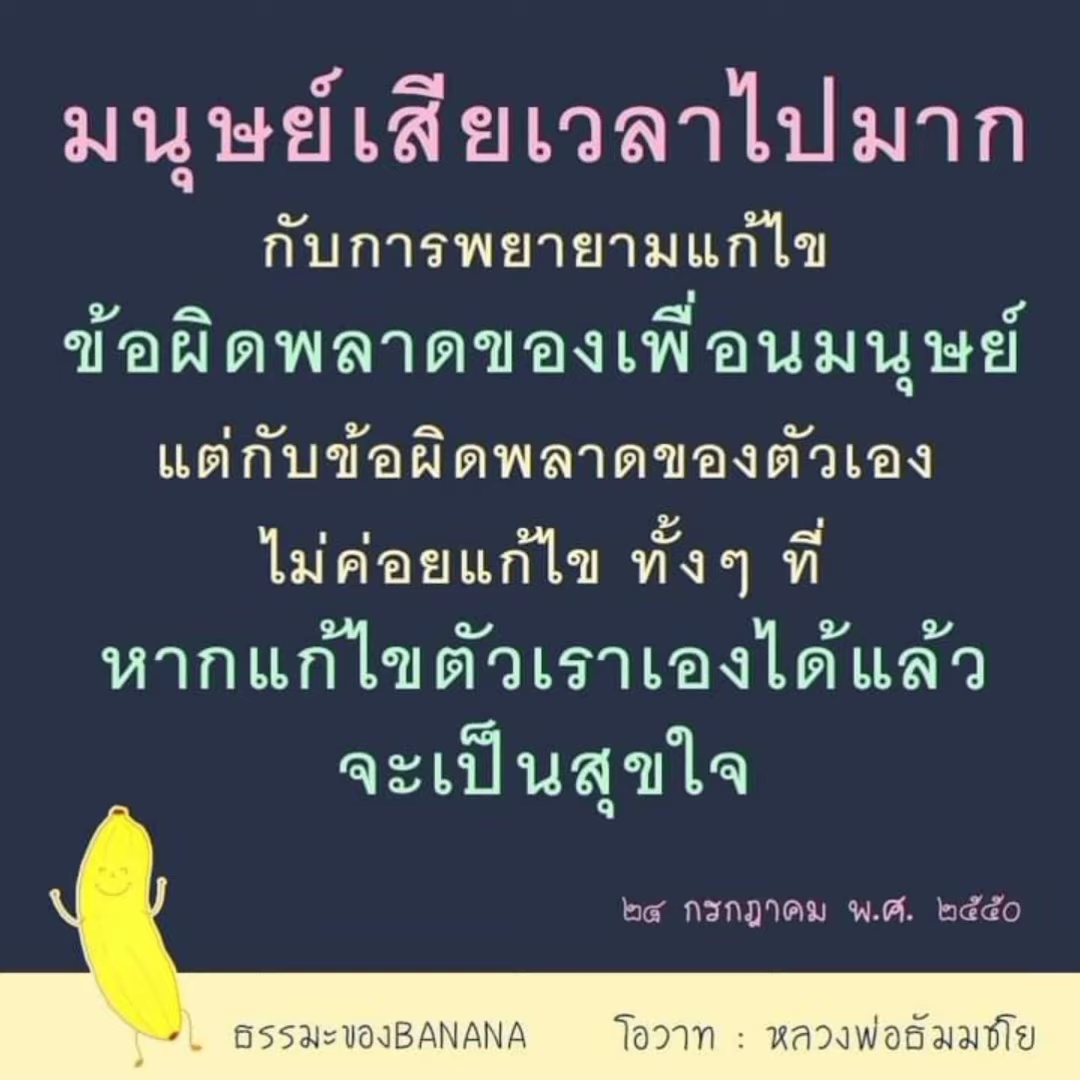 มนุษย์เสียเวลาไปมาก
กับการพยายามแก้ไข
ข้อผิดพลาดของเพื่อนมนุษย์
แต่กับข้อผิดพลาดของตัวเอง
ไม่ค่อยแก้ไข ทั้งๆ ที่
หากแก้ไขตัวเราเองได้แล้ว
จะเป็นสุขใจ
๒๔ กรกฎาคม พ.ศ. ๒๕๕๐
ธรรมะของBANANA
โอวาท : หลวงพ่อธัมมชโย